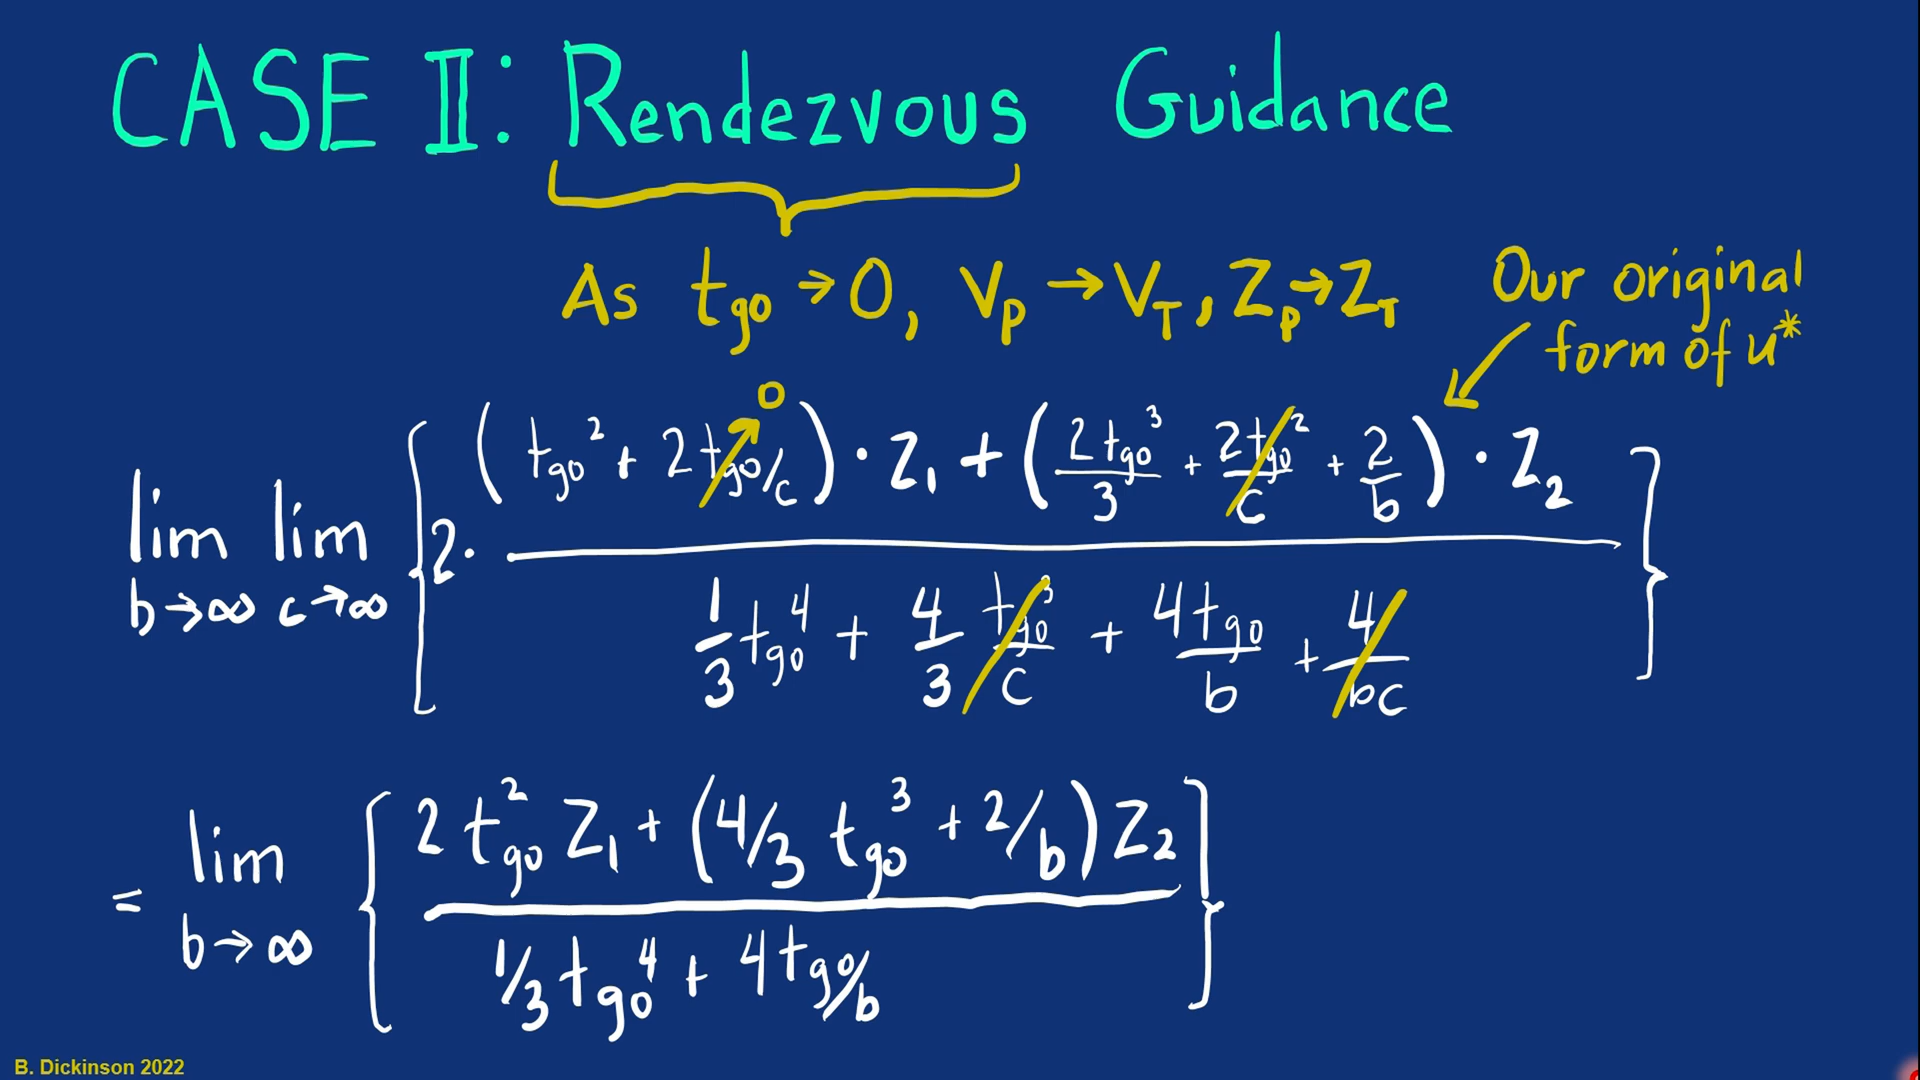 CASE II: Rendezvous Guidance
As t_go → 0, V_P → V_T, Z_P → Z_T
Our original
form of u*
0
lim lim { 2 · (t_go² + 2t_go/c) · Z₁ + (2t_go³/3 + 2t_go²/c + 2/b) · Z₂
b→∞ c→∞
1/3 t_go⁴ + 4/3 t_go³/c + 4t_go/b + 4/bc }
= lim { 2 t_go² Z₁ + (4/3 t_go³ + 2/b) Z₂
b→∞
1/3 t_go⁴ + 4t_go/b }
B. Dickinson 2022